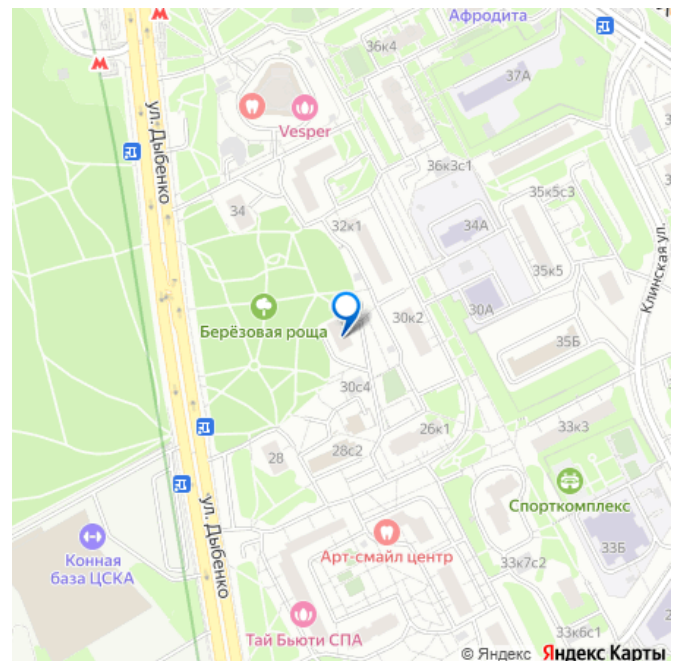 Афродита
36к4
37А
ул. Дыбенко
Vesper
36к3с1
35к5с3
34
32к1
34А
Клинская ул.
35к5
30А
Берёзовая роща
30к2
35Б
30с4
26к1
33к3
28
28с2
Спорткомплекс
ул. Дыбенко
Арт-смайл центр
33Б
Конная
база ЦСКА
33к7с2
Тай Бьюти СПА
33к6с1
© Яндекс Яндекс Карты